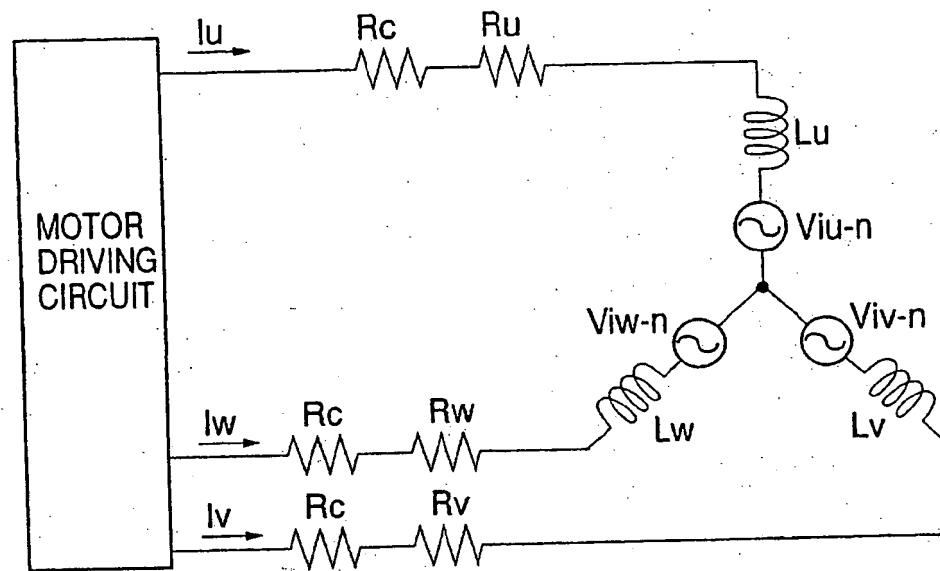 Iu
Rc
Ru
Lu
MOTOR
DRIVING
CIRCUIT
Viu-n
Viw-n
Viv-n
Iw
Rc
Rw
Lw
Lv
Iv
Rc
Rv